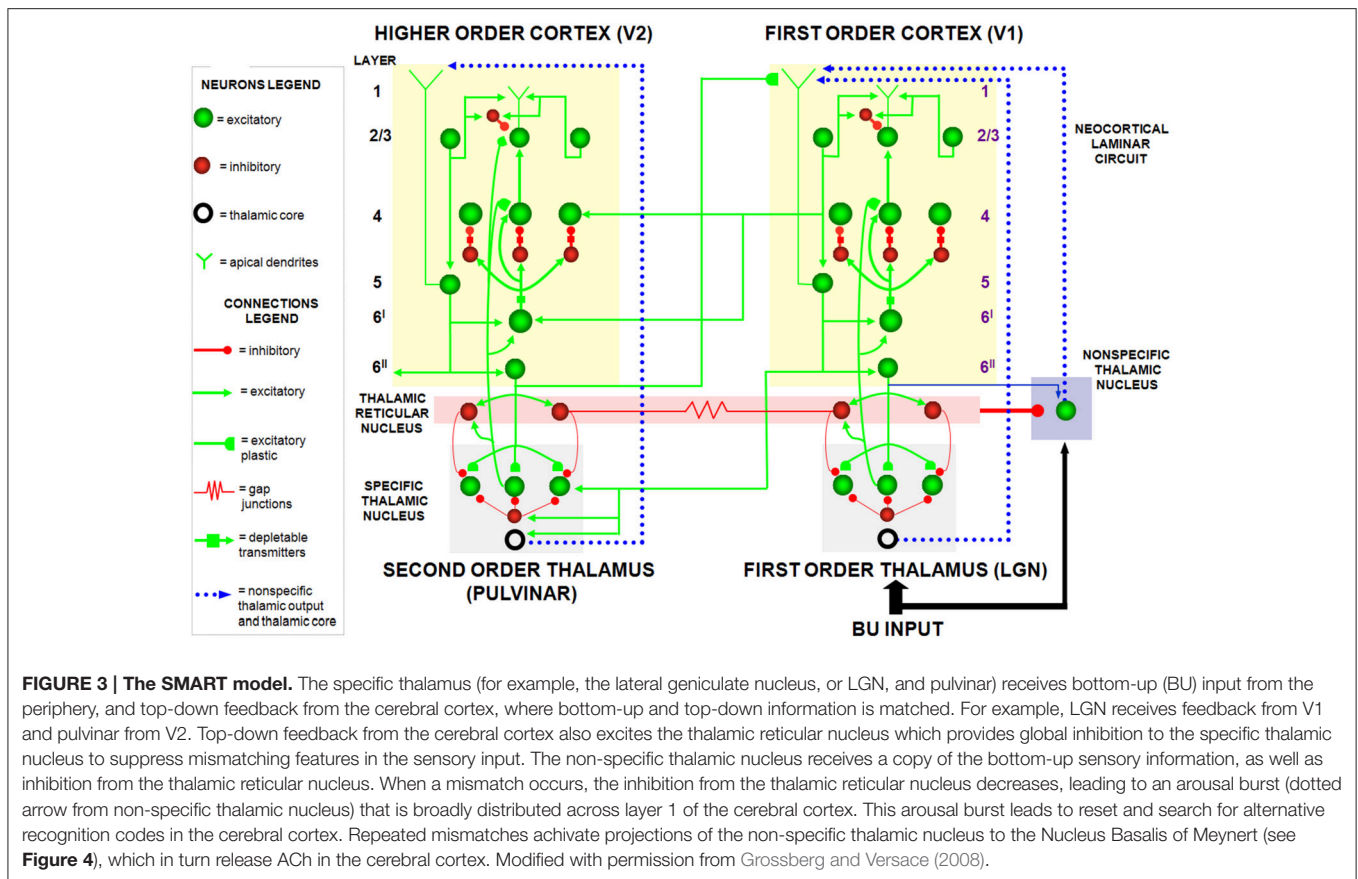 HIGHER ORDER CORTEX (V2)
FIRST ORDER CORTEX (V1)
LAYER
NEURONS LEGEND
= excitatory
= inhibitory
= thalamic core
= apical dendrites
CONNECTIONS
LEGEND
= inhibitory
= excitatory
= excitatory
plastic
= gap
junctions
= depletable
transmitters
= nonspecific
thalamic output
and thalamic core
1
2/3
4
5
6ᴵ
6ᴵᴵ
1
2/3
4
5
6ᴵ
6ᴵᴵ
NEOCORTICAL
LAMINAR
CIRCUIT
NONSPECIFIC
THALAMIC
NUCLEUS
THALAMIC
RETICULAR
NUCLEUS
SPECIFIC
THALAMIC
NUCLEUS
SECOND ORDER THALAMUS
(PULVINAR)
FIRST ORDER THALAMUS (LGN)
BU INPUT
FIGURE 3 | The SMART model. The specific thalamus (for example, the lateral geniculate nucleus, or LGN, and pulvinar) receives bottom-up (BU) input from the
periphery, and top-down feedback from the cerebral cortex, where bottom-up and top-down information is matched. For example, LGN receives feedback from V1
and pulvinar from V2. Top-down feedback from the cerebral cortex also excites the thalamic reticular nucleus which provides global inhibition to the specific thalamic
nucleus to suppress mismatching features in the sensory input. The non-specific thalamic nucleus receives a copy of the bottom-up sensory information, as well as
inhibition from the thalamic reticular nucleus. When a mismatch occurs, the inhibition from the thalamic reticular nucleus decreases, leading to an arousal burst (dotted
arrow from non-specific thalamic nucleus) that is broadly distributed across layer 1 of the cerebral cortex. This arousal burst leads to reset and search for alternative
recognition codes in the cerebral cortex. Repeated mismatches achivate projections of the non-specific thalamic nucleus to the Nucleus Basalis of Meynert (see
Figure 4), which in turn release ACh in the cerebral cortex. Modified with permission from Grossberg and Versace (2008).